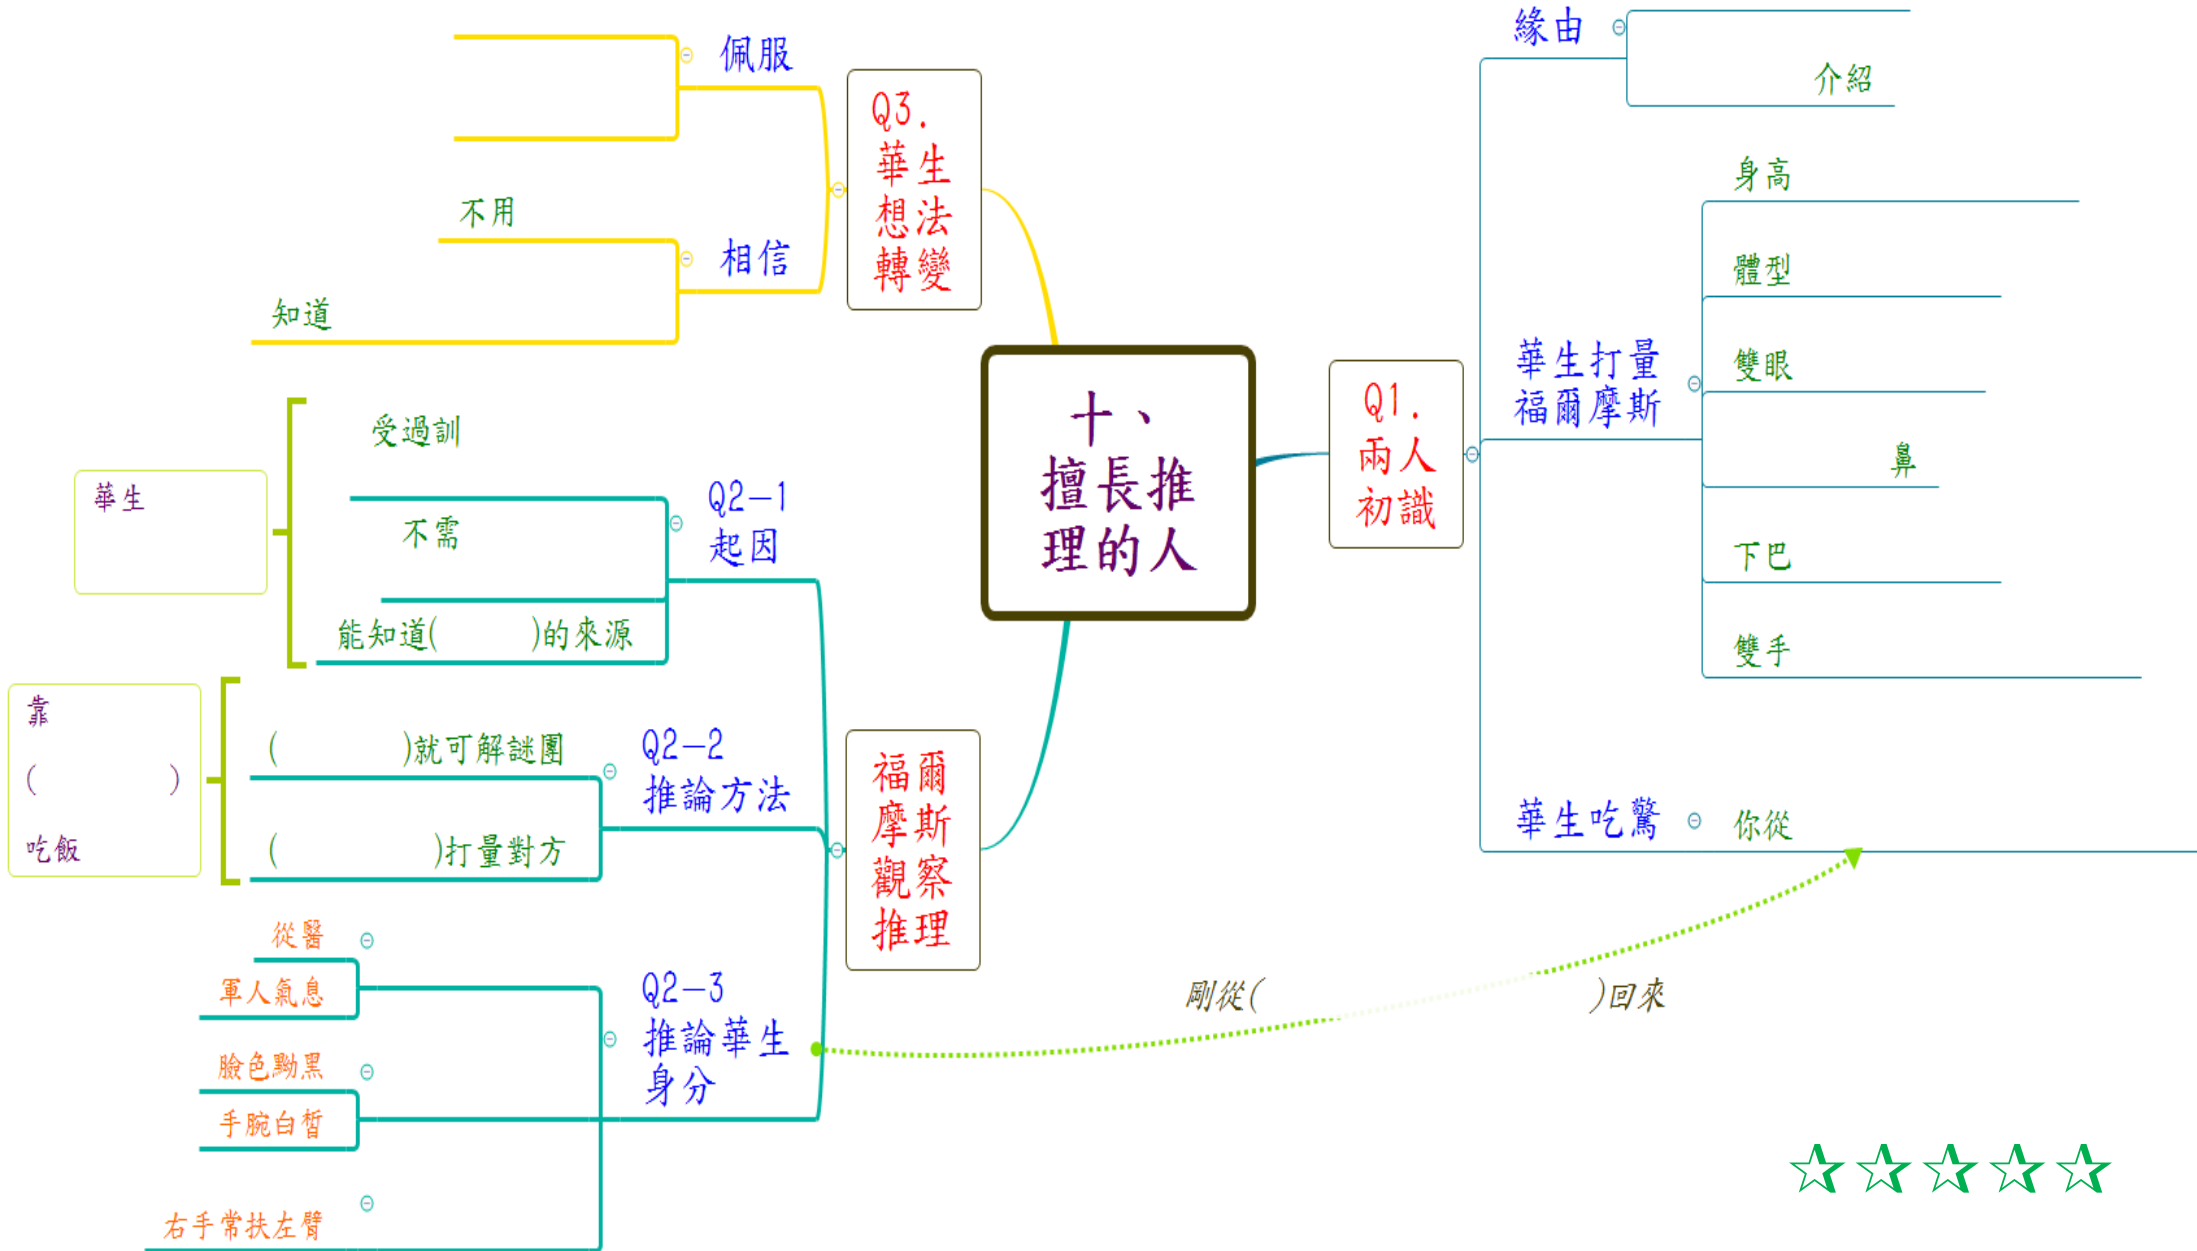 十、
擅長推
理的人
Q1.
兩人
初識
緣由
介紹
華生打量
福爾摩斯
身高
體型
雙眼
鼻
下巴
雙手
華生吃驚
你從
福爾
摩斯
觀察
推理
Q2-1
起因
受過訓
不需
能知道(        )的來源
華生
Q2-2
推論方法
(        )就可解謎團
(        )打量對方
靠
(        )
吃飯
Q2-3
推論華生
身分
從醫
軍人氣息
臉色黝黑
手腕白皙
右手常扶左臂
剛從(        )回來
Q3.
華生
想法
轉變
佩服
相信
不用
知道
☆☆☆☆☆